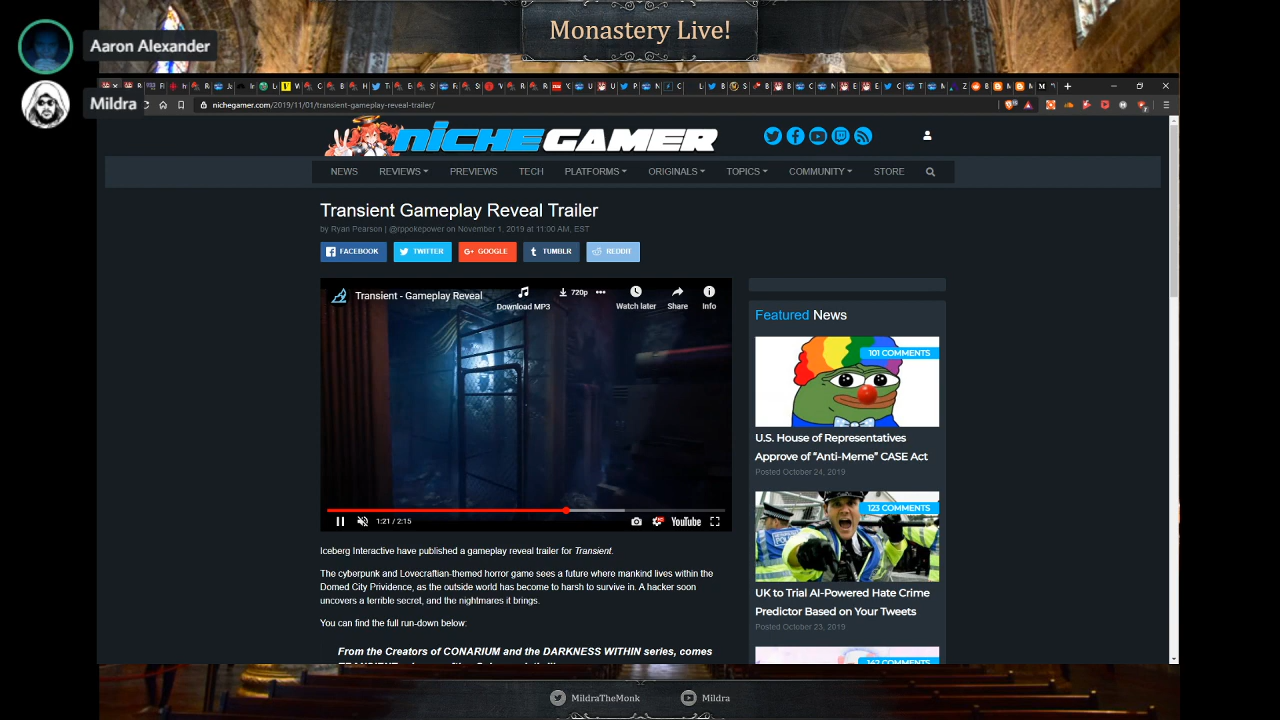 Monastery Live!
Aaron Alexander
Mildra
nichegamer.com/2019/11/01/transient-gameplay-reveal-trailer/
NICHEGAMER
NEWS REVIEWS PREVIEWS TECH PLATFORMS ORIGINALS TOPICS COMMUNITY STORE
Transient Gameplay Reveal Trailer
by Ryan Pearson | @rppokepower on November 1, 2019 at 11:00 AM, EST
FACEBOOK TWITTER GOOGLE TUMBLR REDDIT
Transient - Gameplay Reveal
Download MP3
720p
Watch later
Share
Info
1:21 / 2:15
YouTube
Iceberg Interactive have published a gameplay reveal trailer for Transient.
The cyberpunk and Lovecraftian-themed horror game sees a future where mankind lives within the
Domed City Prividence, as the outside world has become to harsh to survive in. A hacker soon
uncovers a terrible secret, and the nightmares it brings.
You can find the full run-down below:
From the Creators of CONARIUM and the DARKNESS WITHIN series, comes
Featured News
101 COMMENTS
U.S. House of Representatives
Approve of “Anti-Meme” CASE Act
Posted October 24, 2019
123 COMMENTS
UK to Trial AI-Powered Hate Crime
Predictor Based on Your Tweets
Posted October 23, 2019
COMMENTS
MildraTheMonk
Mildra